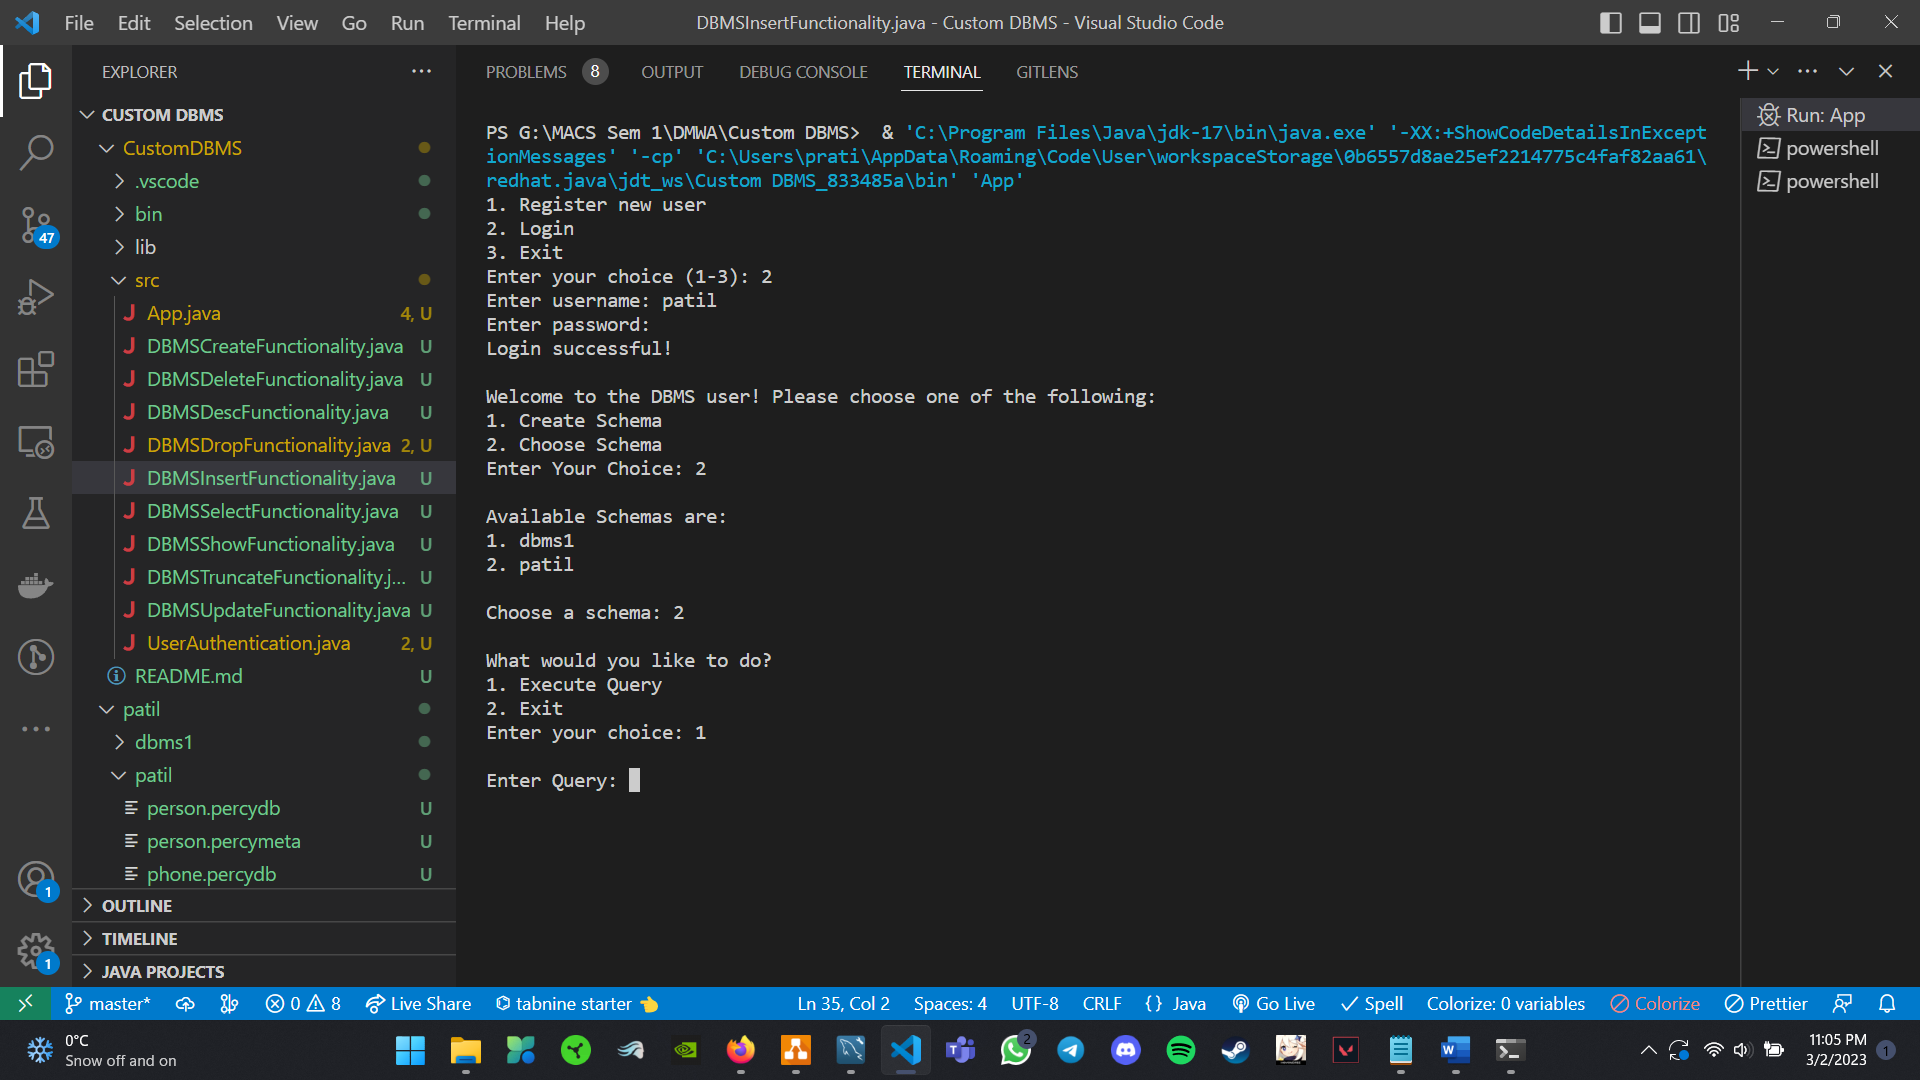 File Edit Selection View Go Run Terminal Help
DBMSInsertFunctionality.java - Custom DBMS - Visual Studio Code
EXPLORER
CUSTOM DBMS
CustomDBMS
.vscode
bin
lib
src
App.java 4, U
DBMSCreateFunctionality.java U
DBMSDeleteFunctionality.java U
DBMSDescFunctionality.java U
DBMSDropFunctionality.java 2, U
DBMSInsertFunctionality.java U
DBMSSelectFunctionality.java U
DBMSShowFunctionality.java U
DBMSTruncateFunctionality.j... U
DBMSUpdateFunctionality.java U
UserAuthentication.java 2, U
README.md U
patil
dbms1
patil
person.percydb U
person.percymeta U
phone.percydb U
OUTLINE
TIMELINE
JAVA PROJECTS
47
1
1
PROBLEMS 8 OUTPUT DEBUG CONSOLE TERMINAL GITLENS
PS G:\MACS Sem 1\DMWA\Custom DBMS>  & 'C:\Program Files\Java\jdk-17\bin\java.exe' '-XX:+ShowCodeDetailsInExcept
ionMessages' '-cp' 'C:\Users\prati\AppData\Roaming\Code\User\workspaceStorage\0b6557d8ae25ef2214775c4faf82aa61\
redhat.java\jdt_ws\Custom DBMS_833485a\bin' 'App'
1. Register new user
2. Login
3. Exit
Enter your choice (1-3): 2
Enter username: patil
Enter password:
Login successful!
Welcome to the DBMS user! Please choose one of the following:
1. Create Schema
2. Choose Schema
Enter Your Choice: 2
Available Schemas are:
1. dbms1
2. patil
Choose a schema: 2
What would you like to do?
1. Execute Query
2. Exit
Enter your choice: 1
Enter Query:
Run: App
powershell
powershell
master* 0 8 Live Share tabnine starter Ln 35, Col 2 Spaces: 4 UTF-8 CRLF {} Java Go Live Spell Colorize: 0 variables Colorize Prettier
0°C
Snow off and on
2
11:05 PM
3/2/2023
1